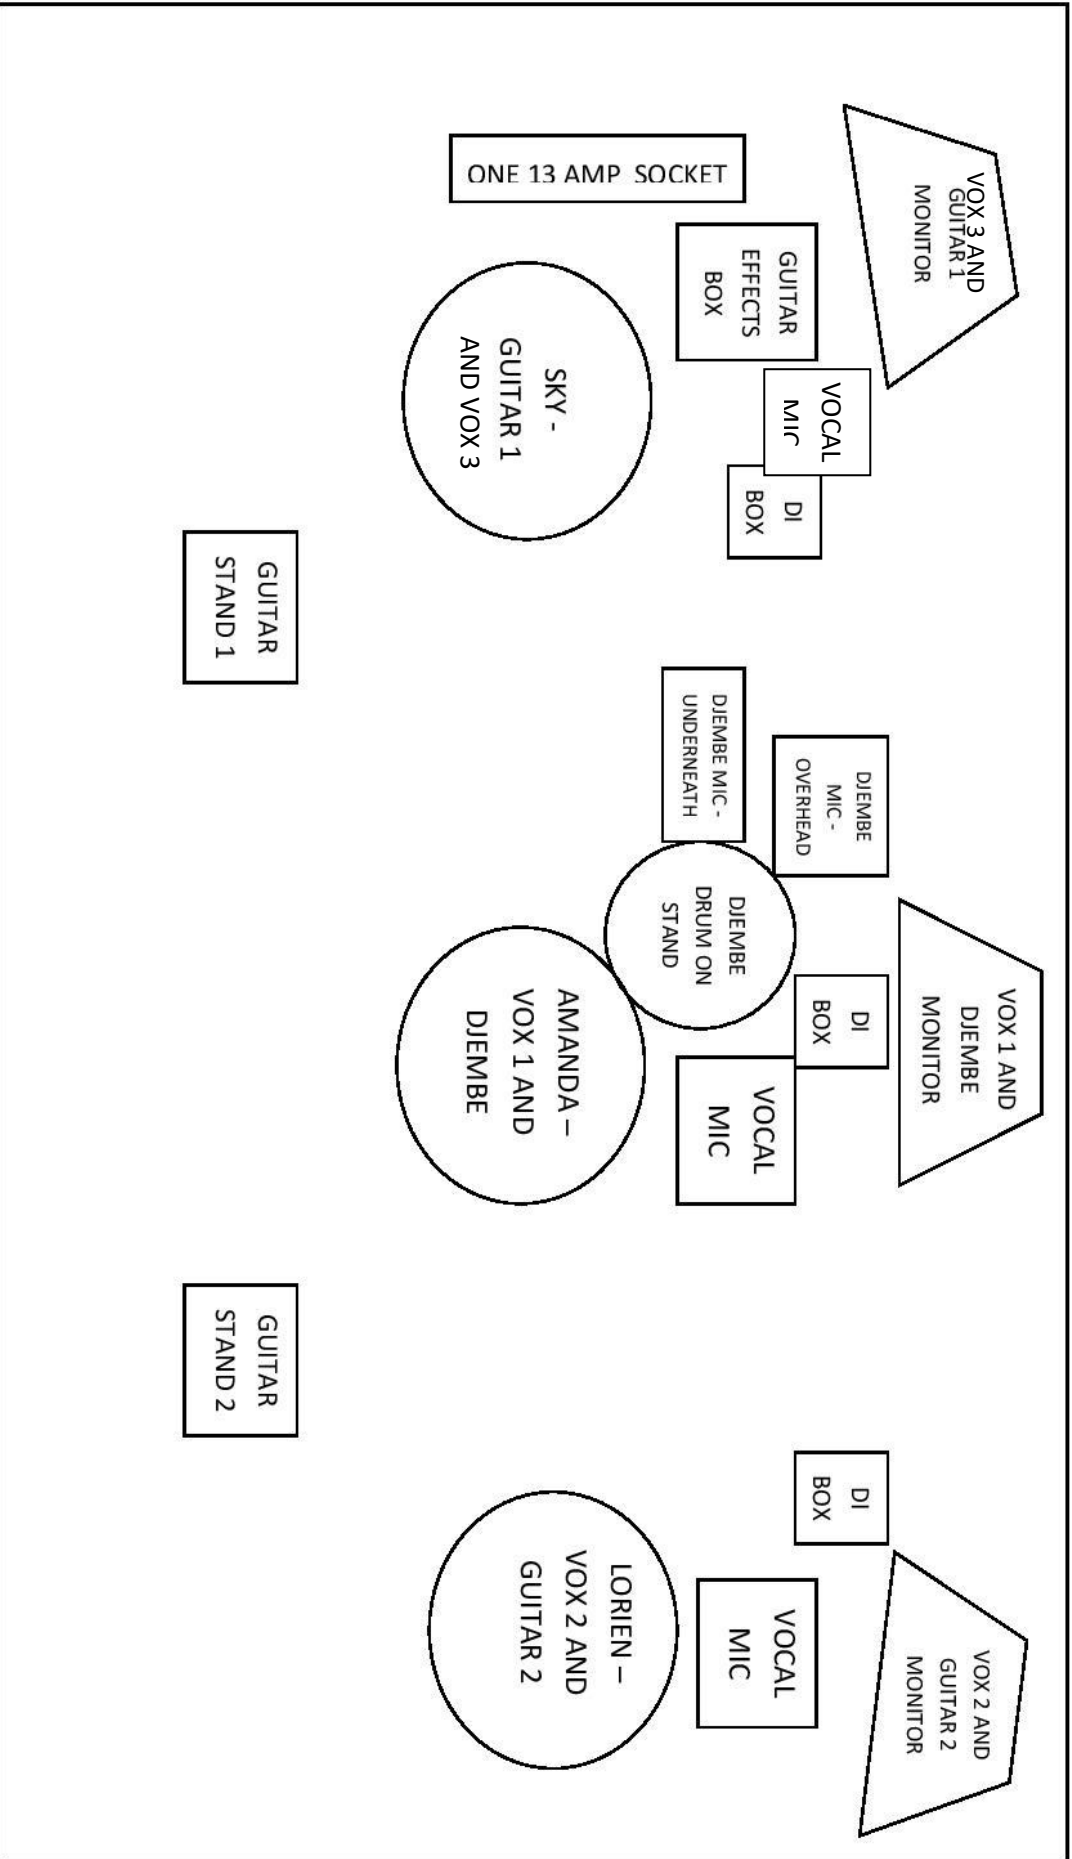 ONE 13 AMP SOCKET
VOX 3 AND
GUITAR 1
MONITOR
GUITAR
EFFECTS
BOX
VOCAL
MIC
DI
BOX
SKY -
GUITAR 1
AND VOX 3
GUITAR
STAND 1
DJEMBE
MIC -
OVERHEAD
DJEMBE MIC -
UNDERNEATH
DJEMBE
DRUM ON
STAND
VOX 1 AND
DJEMBE
MONITOR
DI
BOX
VOCAL
MIC
AMANDA –
VOX 1 AND
DJEMBE
GUITAR
STAND 2
DI
BOX
VOX 2 AND
GUITAR 2
MONITOR
VOCAL
MIC
LORIEN –
VOX 2 AND
GUITAR 2